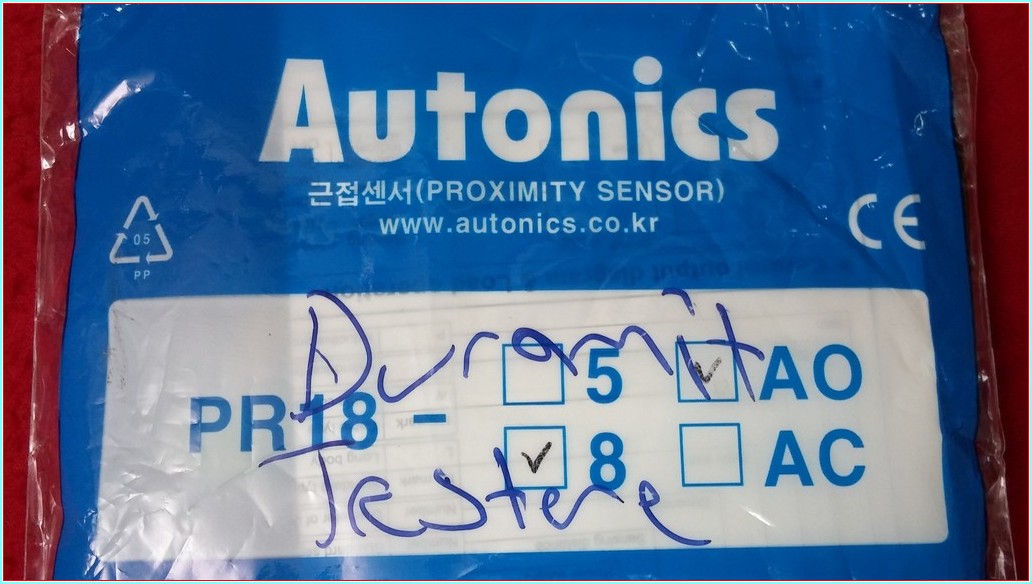 Autonics
근접센서(PROXIMITY SENSOR)
www.autonics.co.kr
05
PP
CE
Duramit
5 AO
PR18-
8 AC
Testere